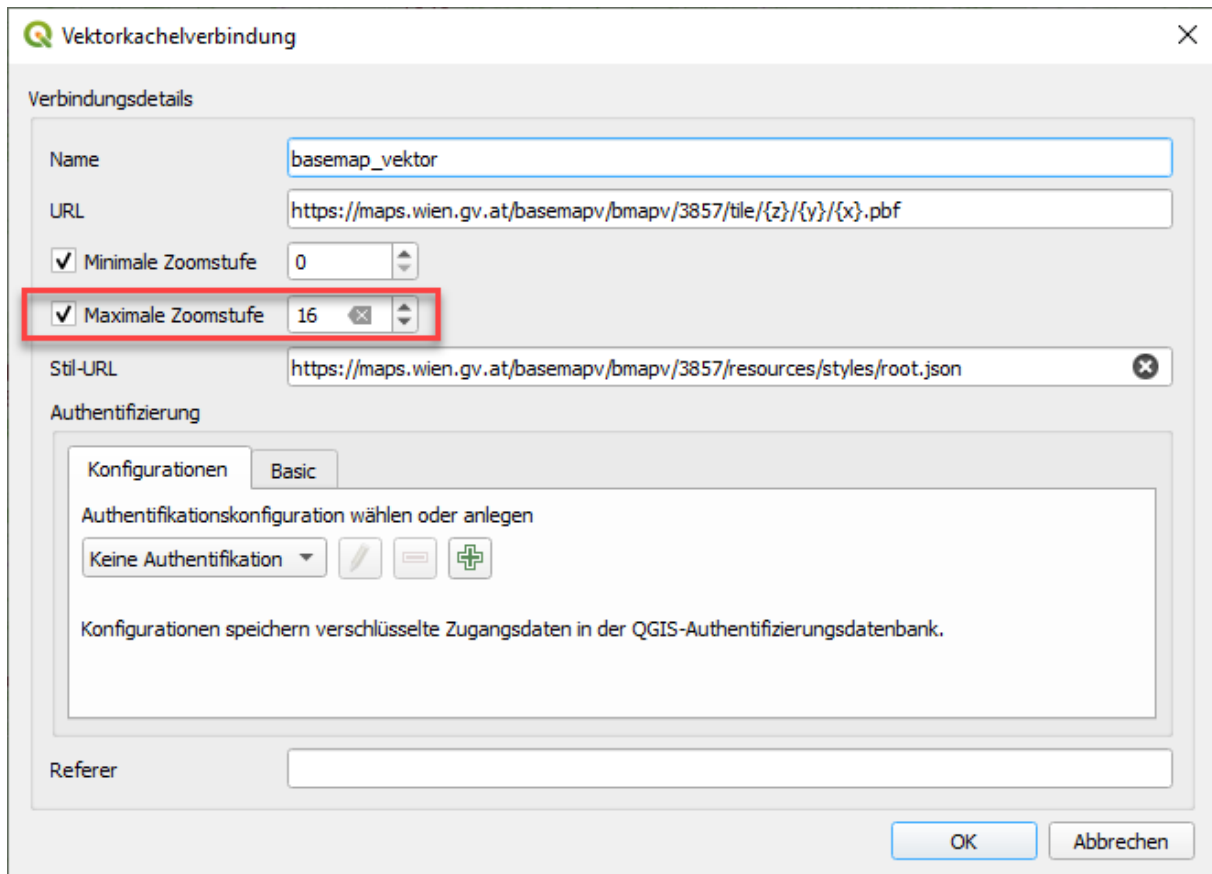 Vektorkachelverbindung
Verbindungsdetails
Name basemap_vektor
URL https://maps.wien.gv.at/basemapv/bmapv/3857/tile/{z}/{y}/{x}.pbf
Minimale Zoomstufe 0
Maximale Zoomstufe 16
Stil-URL https://maps.wien.gv.at/basemapv/bmapv/3857/resources/styles/root.json
Authentifizierung
Konfigurationen Basic
Authentifikationskonfiguration wählen oder anlegen
Keine Authentifikation
Konfigurationen speichern verschlüsselte Zugangsdaten in der QGIS-Authentifizierungsdatenbank.
Referer
OK Abbrechen